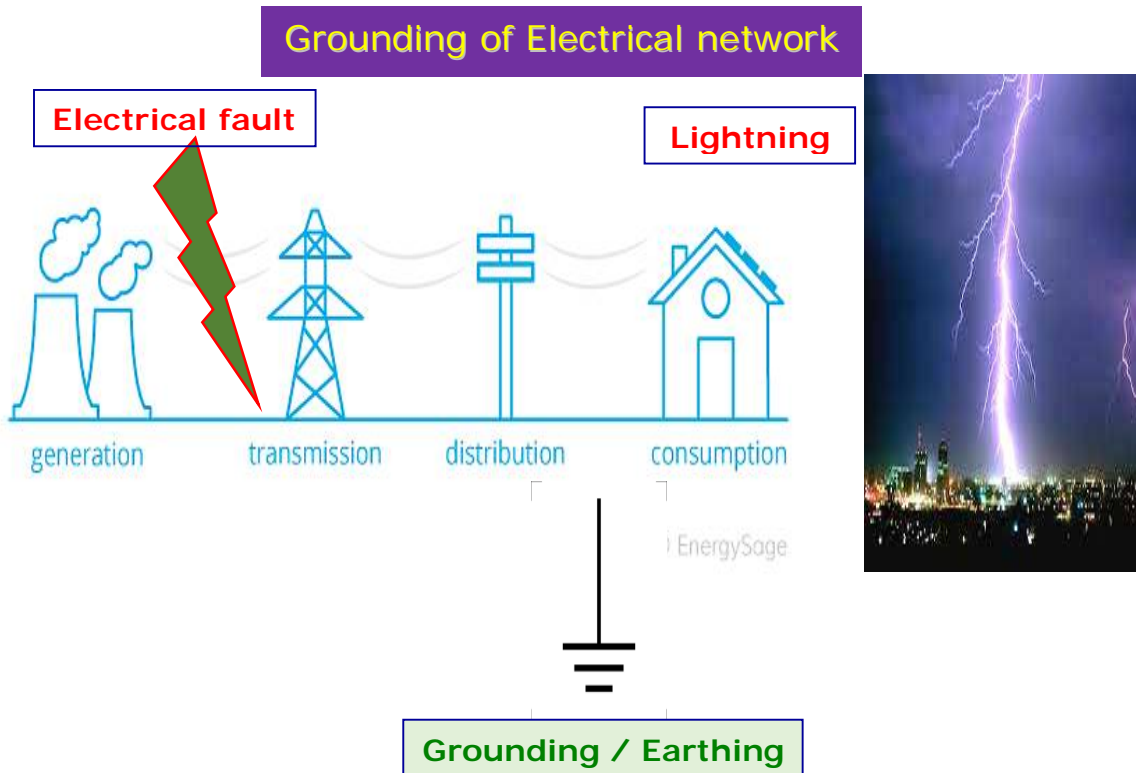 Grounding of Electrical network
Electrical fault
Lightning
generation
transmission
distribution
consumption
EnergySage
Grounding / Earthing